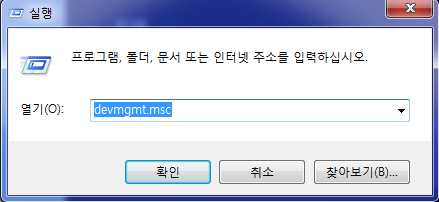 실행
프로그램, 폴더, 문서 또는 인터넷 주소를 입력하십시오.
열기(O): devmgmt.msc
확인 취소 찾아보기(B)...